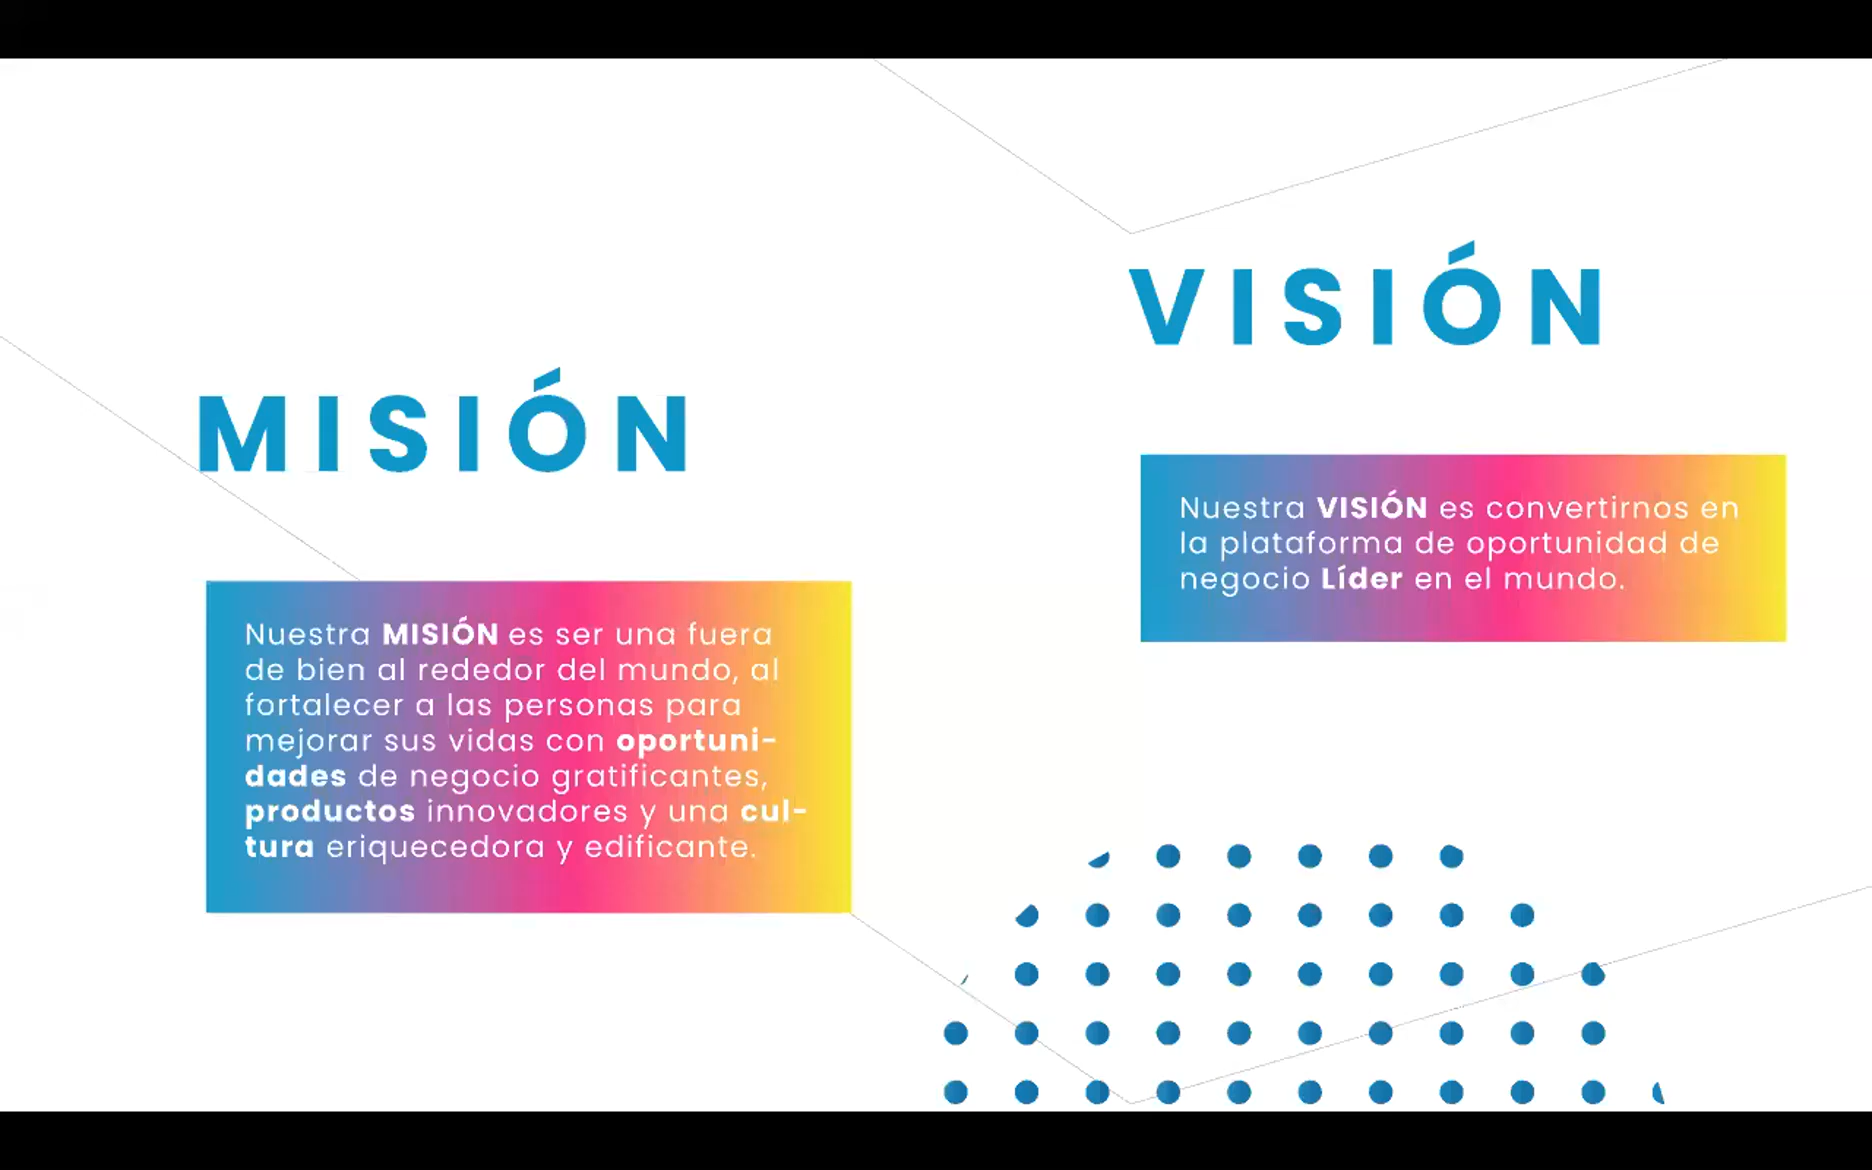 MISIÓN
Nuestra MISIÓN es ser una fuera
de bien al rededor del mundo, al
fortalecer a las personas para
mejorar sus vidas con oportuni-
dades de negocio gratificantes,
productos innovadores y una cul-
tura eriquecedora y edificante.
VISIÓN
Nuestra VISIÓN es convertirnos en
la plataforma de oportunidad de
negocio Líder en el mundo.